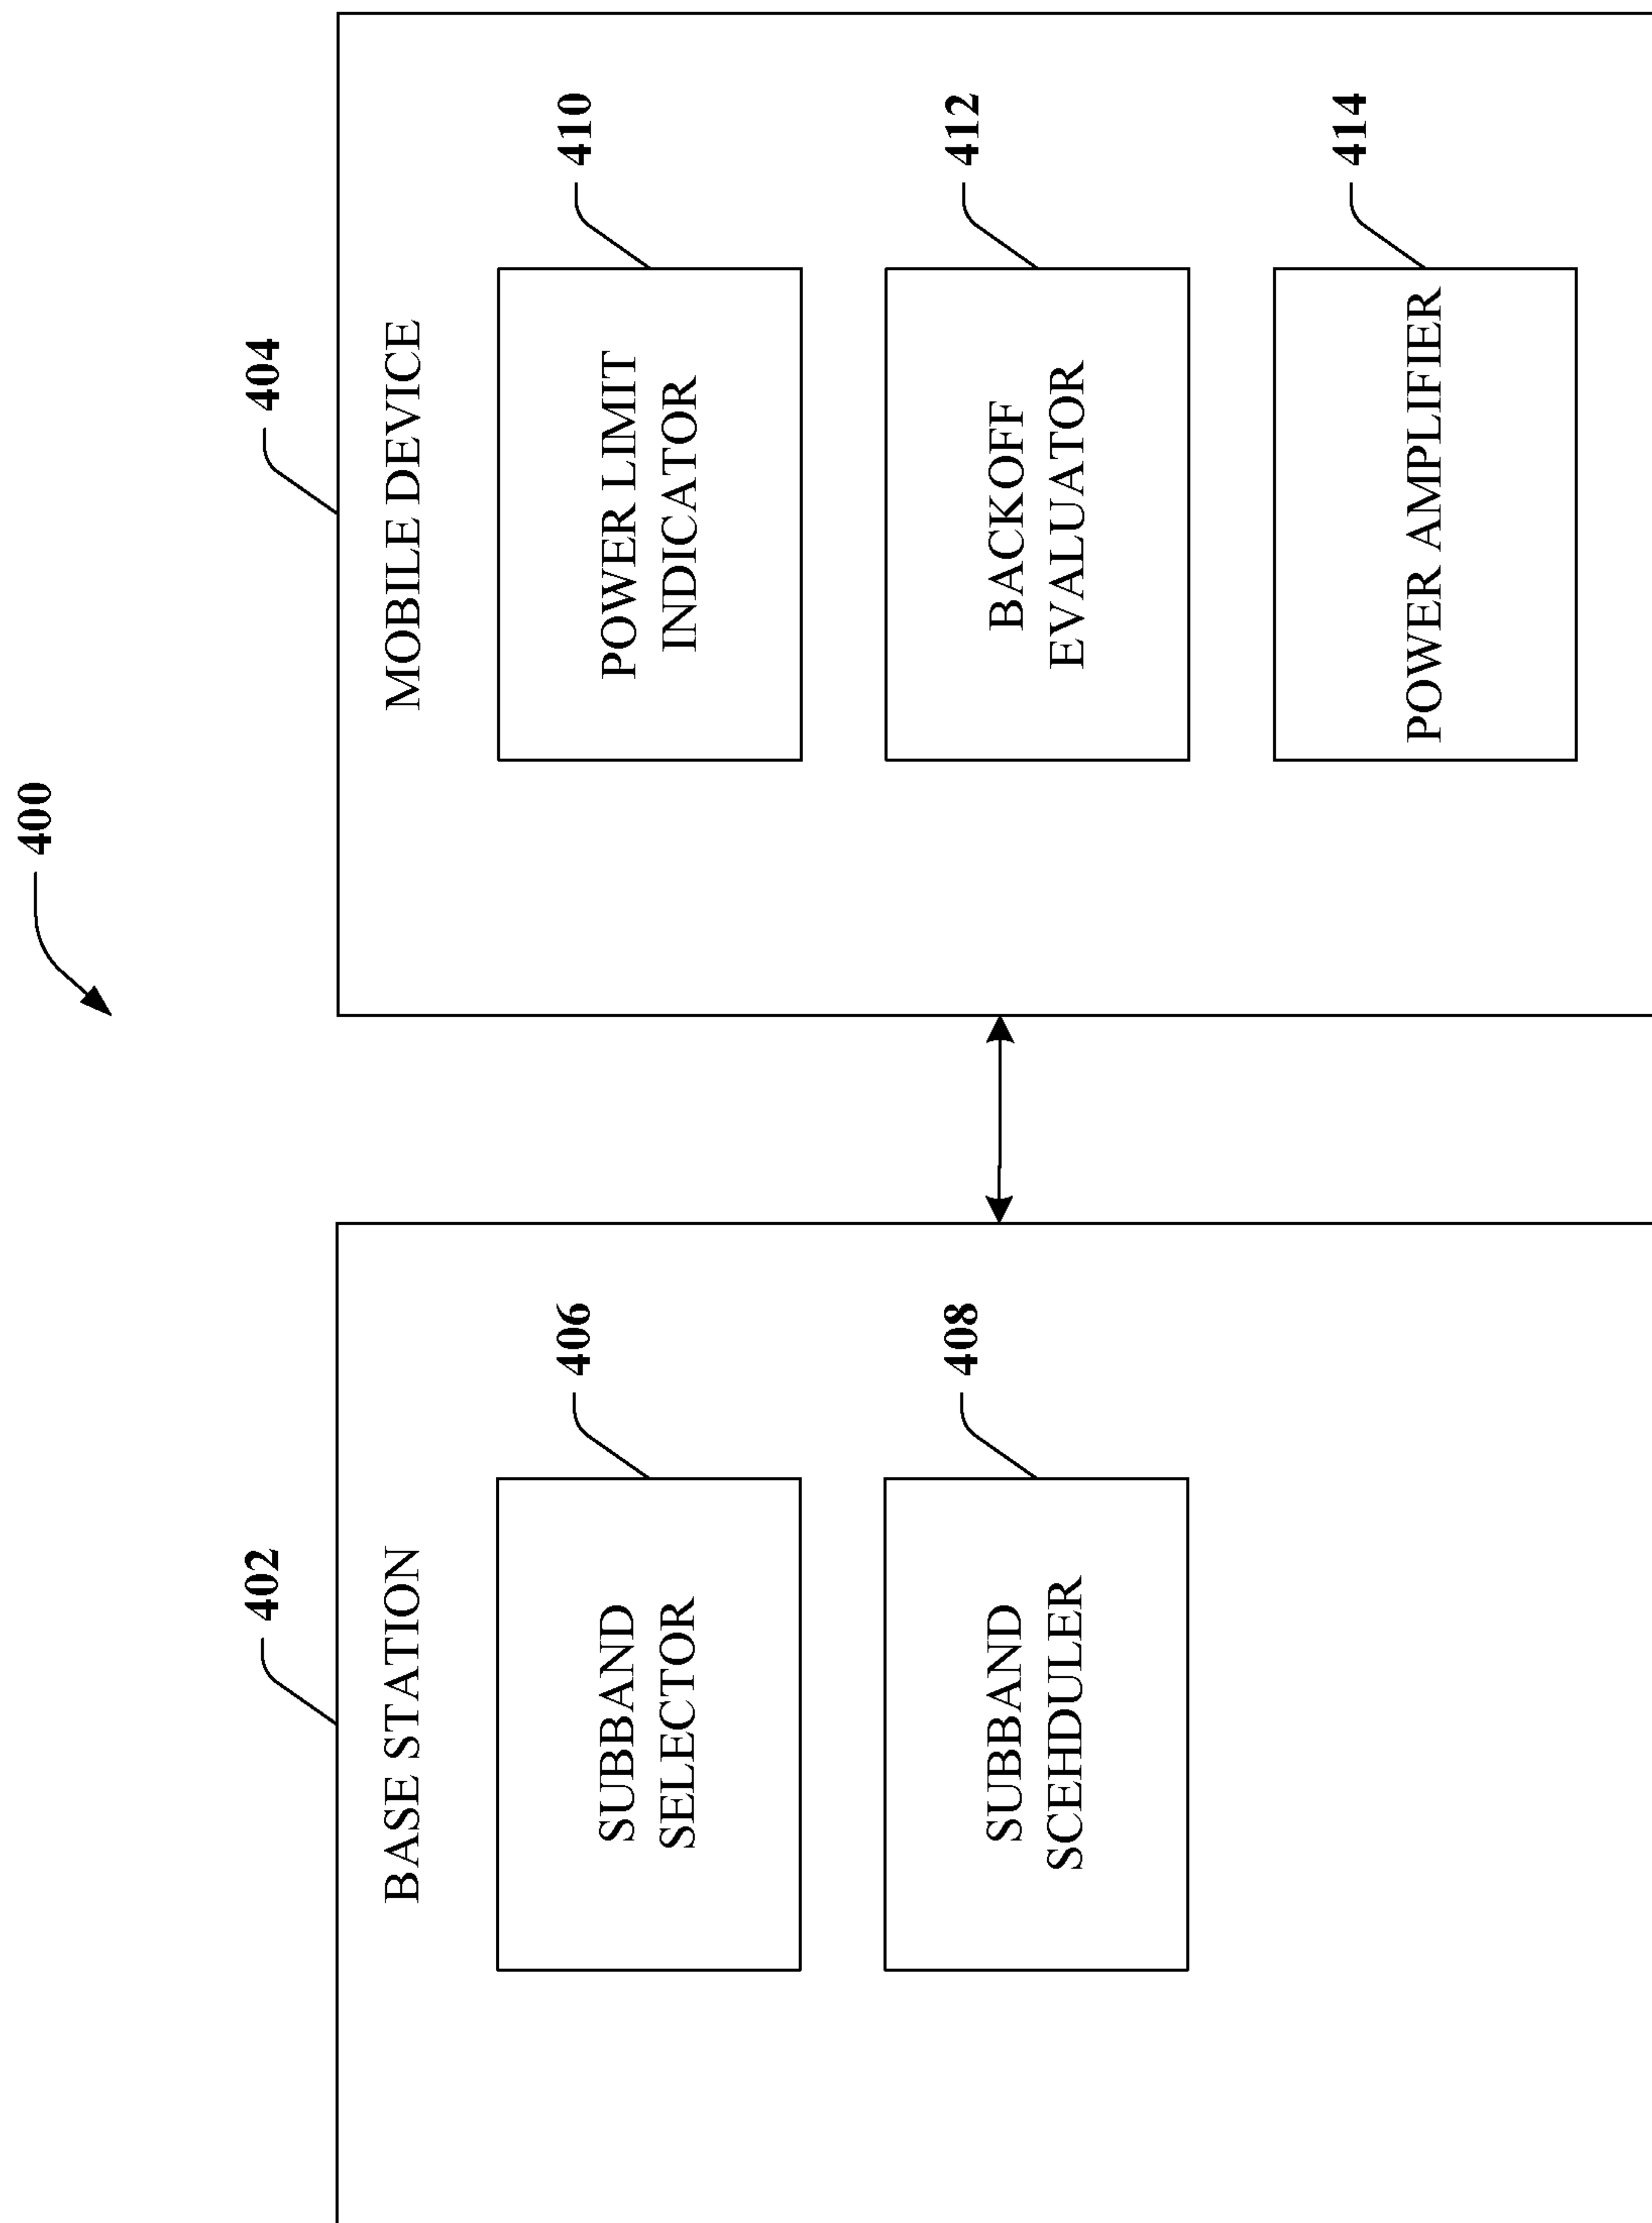 400
402
BASE STATION
406
SUBBAND
SELECTOR
408
SUBBAND
SCEHDULER
404
MOBILE DEVICE
410
POWER LIMIT
INDICATOR
412
BACKOFF
EVALUATOR
414
POWER AMPLIFIER